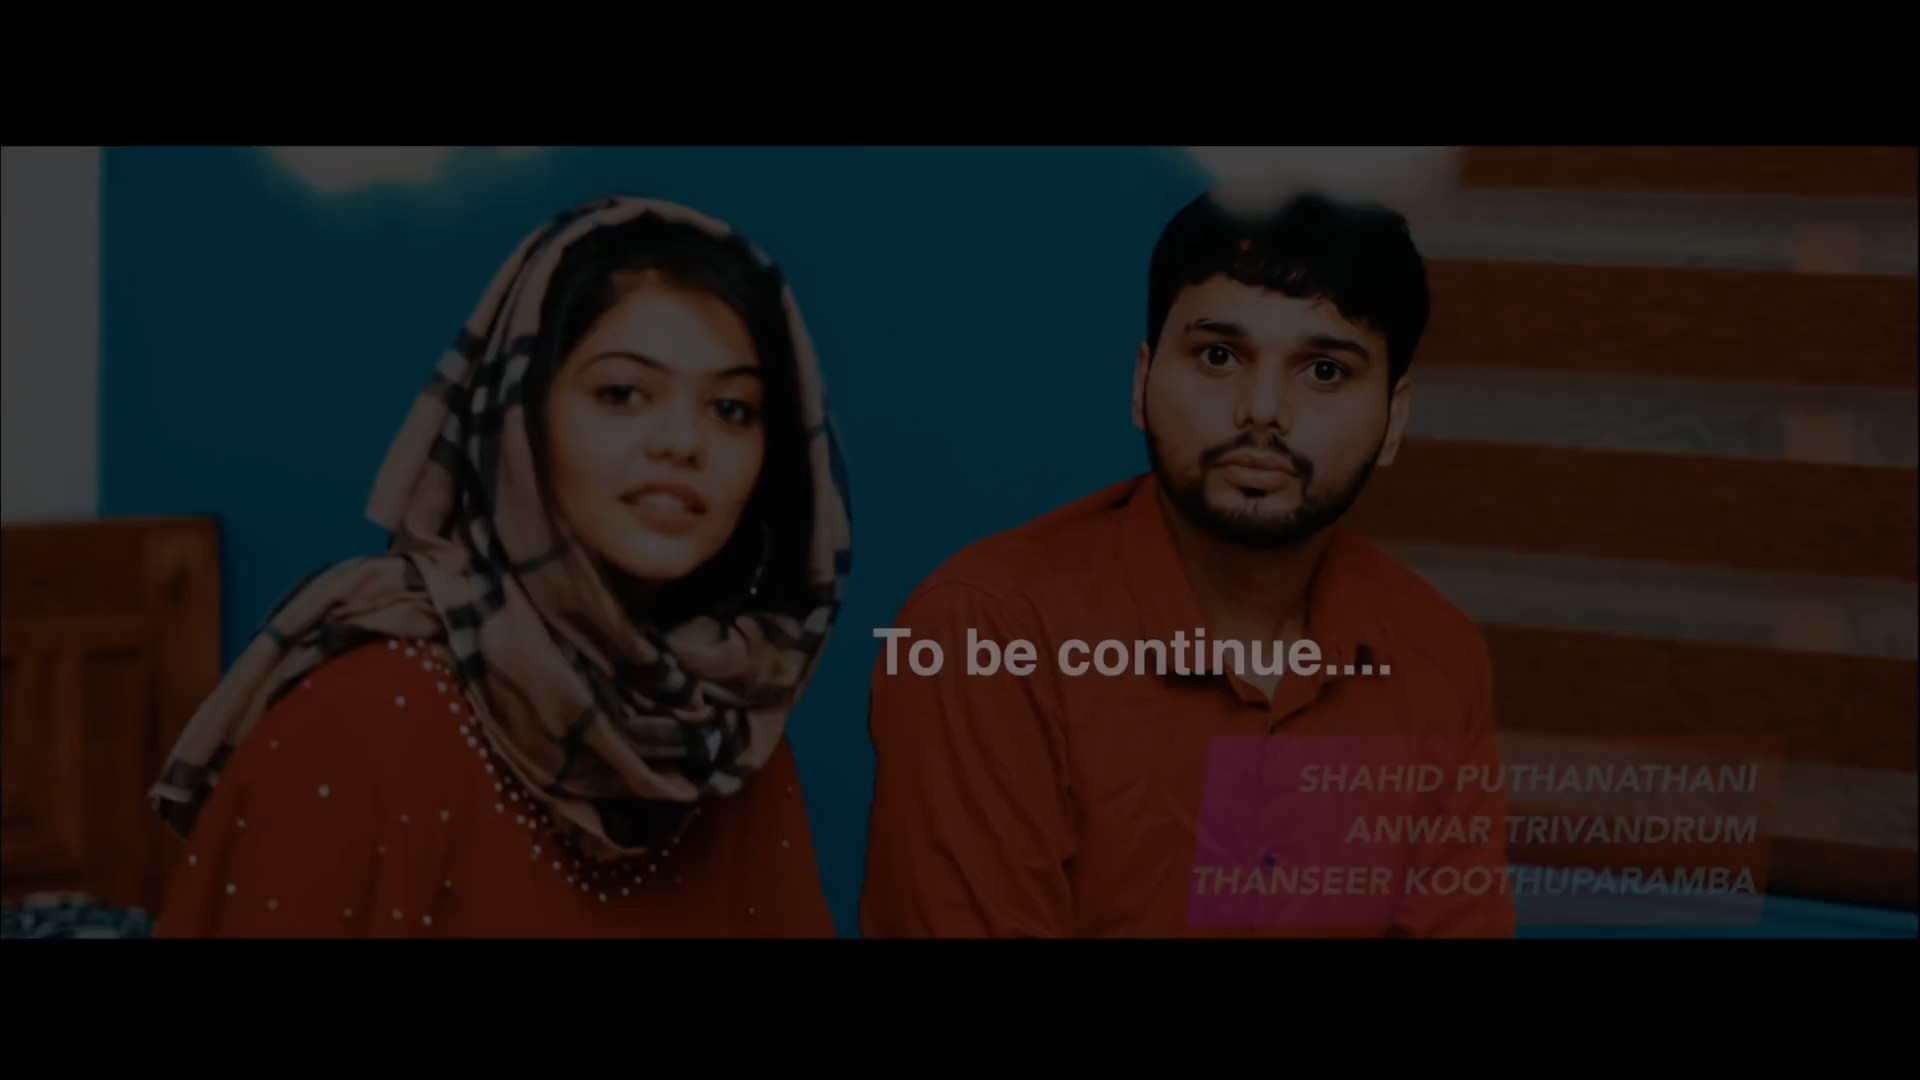 To be continue....
SHAHID PUTHANATHANI
ANWAR TRIVANDRUM
THANSEER KOOTHUPARAMBA